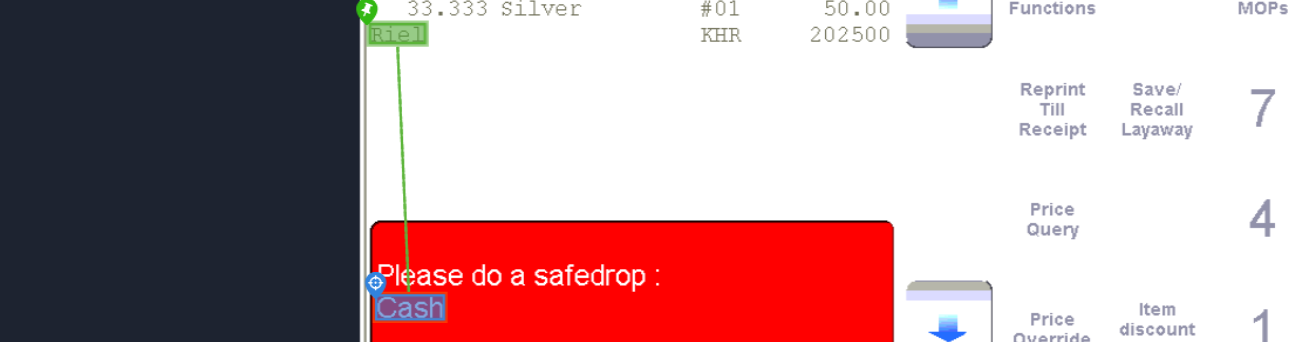 33.333 Silver #01 50.00
Riel KHR 202500
Please do a safedrop :
Cash
Functions
MOPs
Reprint
Till
Receipt
Save/
Recall
Layaway
7
Price
Query
4
Price
Override
Item
discount
1